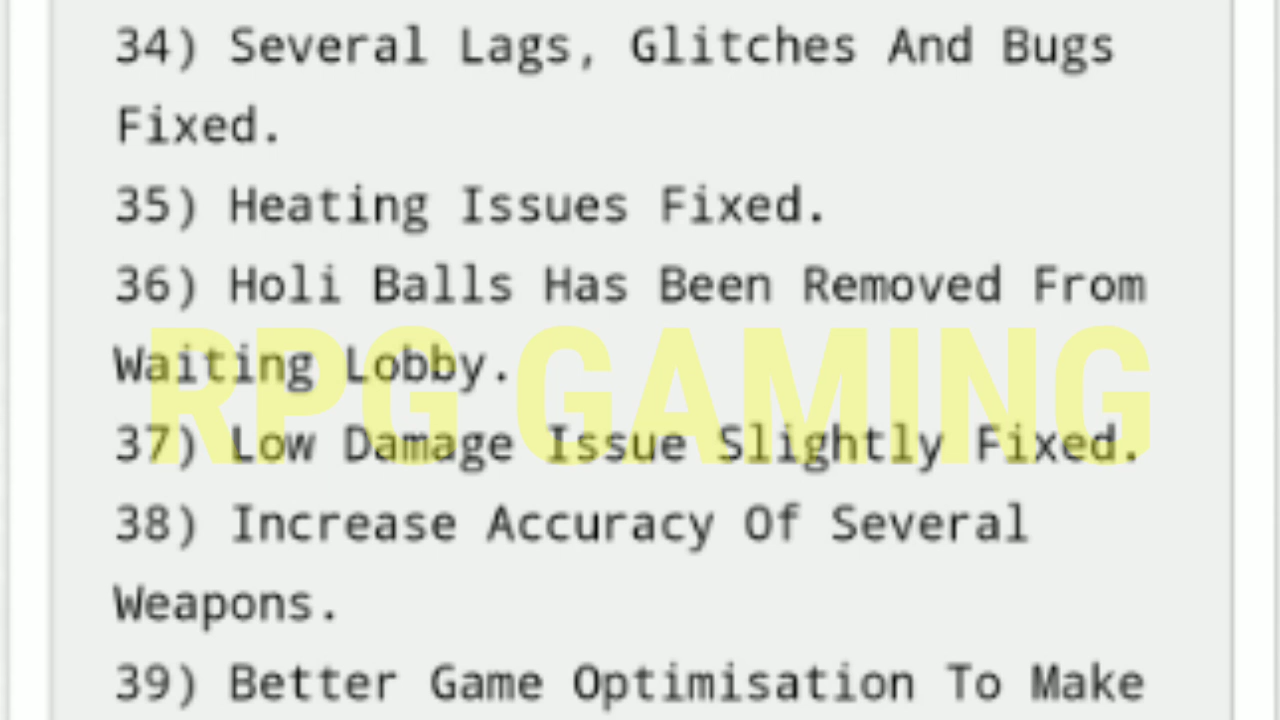 34) Several Lags, Glitches And Bugs
Fixed.
35) Heating Issues Fixed.
36) Holi Balls Has Been Removed From
Waiting Lobby.
RPG GAMING
37) Low Damage Issue Slightly Fixed.
38) Increase Accuracy Of Several
Weapons.
39) Better Game Optimisation To Make